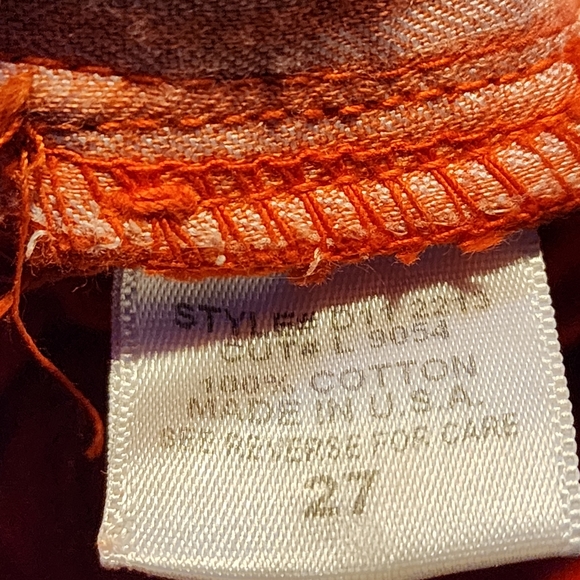 STYLE#
CUT# L 9054
100% COTTON
MADE IN U.S.A.
SEE REVERSE FOR CARE
27